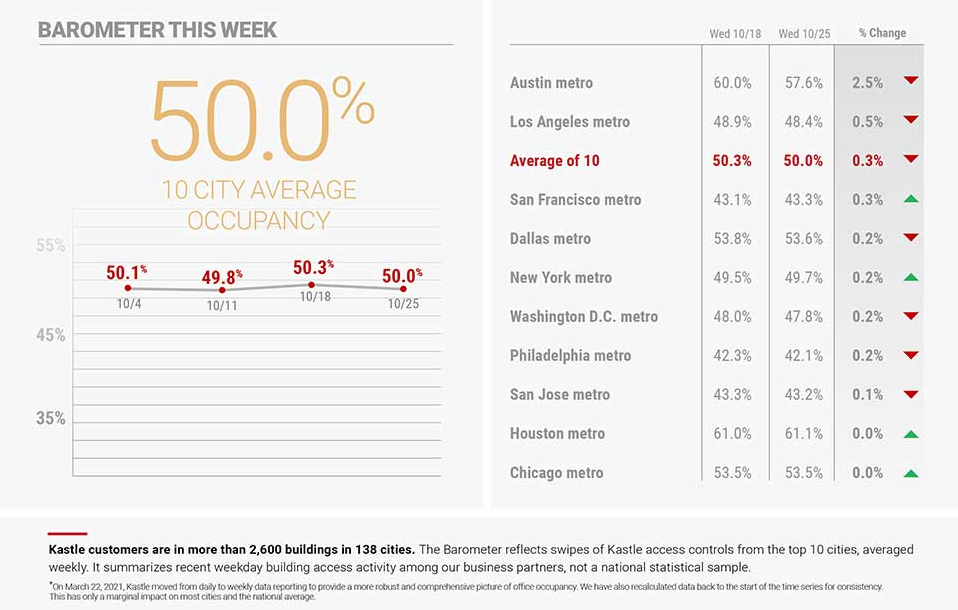 BAROMETER THIS WEEK
50.0%
10 CITY AVERAGE
OCCUPANCY
55%
45%
35%
50.1% 49.8% 50.3% 50.0%
10/4 10/11 10/18 10/25
Wed 10/18 Wed 10/25 % Change
Austin metro 60.0% 57.6% 2.5%
Los Angeles metro 48.9% 48.4% 0.5%
Average of 10 50.3% 50.0% 0.3%
San Francisco metro 43.1% 43.3% 0.3%
Dallas metro 53.8% 53.6% 0.2%
New York metro 49.5% 49.7% 0.2%
Washington D.C. metro 48.0% 47.8% 0.2%
Philadelphia metro 42.3% 42.1% 0.2%
San Jose metro 43.3% 43.2% 0.1%
Houston metro 61.0% 61.1% 0.0%
Chicago metro 53.5% 53.5% 0.0%
Kastle customers are in more than 2,600 buildings in 138 cities. The Barometer reflects swipes of Kastle access controls from the top 10 cities, averaged
weekly. It summarizes recent weekday building access activity among our business partners, not a national statistical sample.
*On March 22, 2021, Kastle moved from daily to weekly data reporting to provide a more robust and comprehensive picture of office occupancy. We have also recalculated data back to the start of the time series for consistency.
This has only a marginal impact on most cities and the national average.